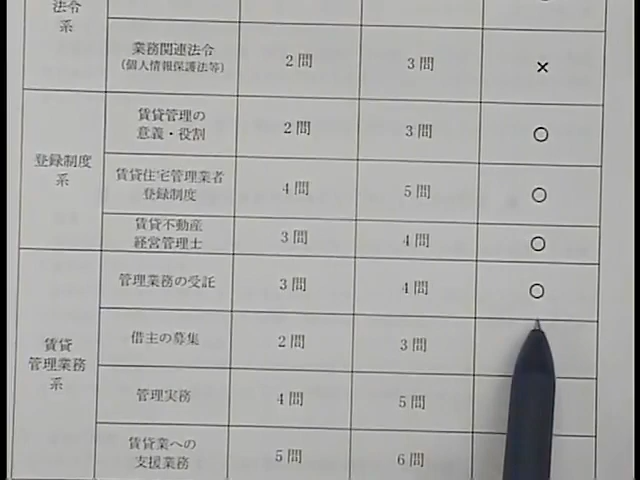 法令
系
業務関連法令
(個人情報保護法等)
2問
3問
×
登録制度
系
賃貸管理の
意義・役割
2問
3問
○
賃貸住宅管理業者
登録制度
4問
5問
○
賃貸不動産
経営管理士
3問
4問
○
賃貸
管理業務
系
管理業務の受託
3問
4問
○
借主の募集
2問
3問
管理実務
4問
5問
賃貸業への
支援業務
5問
6問